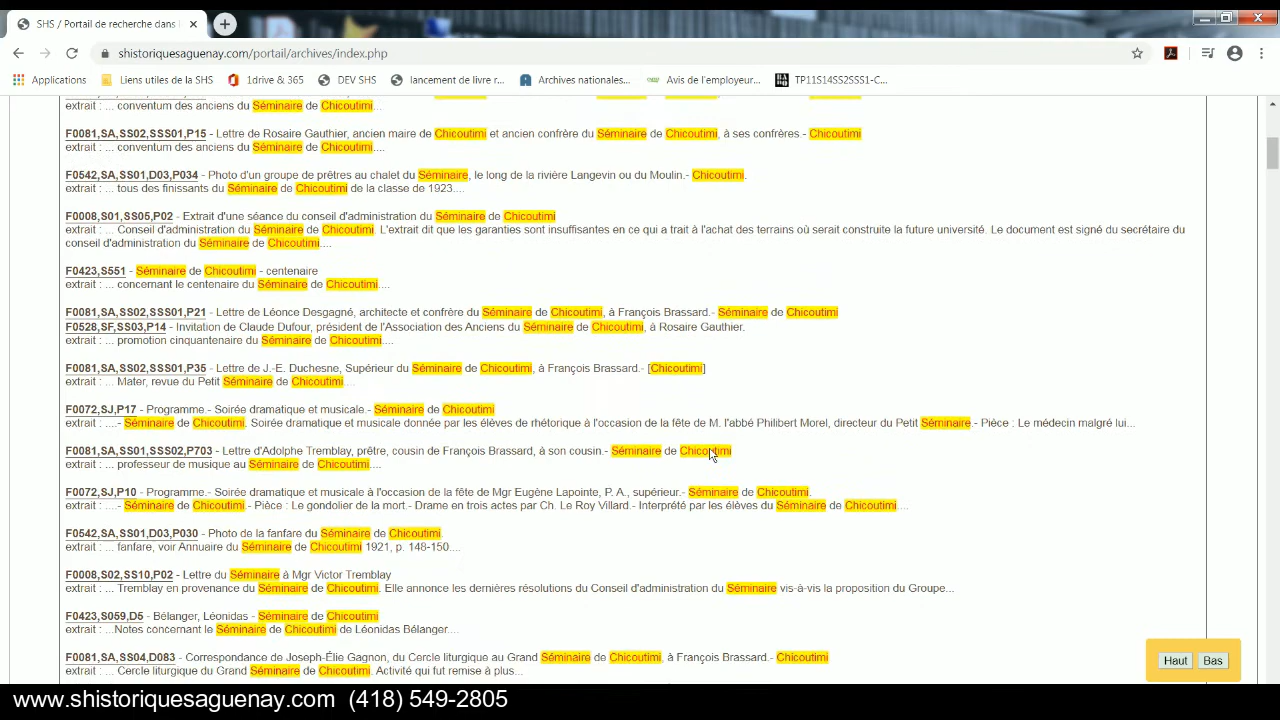 SHS / Portail de recherche dans
shistoriquesaguenay.com/portail/archives/index.php
Applications Liens utiles de la SHS 1drive & 365 DEV SHS lancement de livre r... Archives nationales... Avis de l'employeur... TP11S14SS2SSS1-C...
extrait : ... conventum des anciens du Séminaire de Chicoutimi...
F0081,SA,SS02,SSS01,P15 - Lettre de Rosaire Gauthier, ancien maire de Chicoutimi et ancien confrère du Séminaire de Chicoutimi, à ses confrères.- Chicoutimi
extrait : ... conventum des anciens du Séminaire de Chicoutimi....
F0542,SA,SS01,D03,P034 - Photo d'un groupe de prêtres au chalet du Séminaire, le long de la rivière Langevin ou du Moulin.- Chicoutimi.
extrait : ... tous des finissants du Séminaire de Chicoutimi de la classe de 1923....
F0008,S01,SS05,P02 - Extrait d'une séance du conseil d'administration du Séminaire de Chicoutimi
extrait : ... Conseil d'administration du Séminaire de Chicoutimi. L'extrait dit que les garanties sont insuffisantes en ce qui a trait à l'achat des terrains où serait construite la future université. Le document est signé du secrétaire du
conseil d'administration du Séminaire de Chicoutimi....
F0423,S551 - Séminaire de Chicoutimi - centenaire
extrait : ... concernant le centenaire du Séminaire de Chicoutimi....
F0081,SA,SS02,SSS01,P21 - Lettre de Léonce Desgagné, architecte et confrère du Séminaire de Chicoutimi, à François Brassard.- Séminaire de Chicoutimi
F0528,SF,SS03,P14 - Invitation de Claude Dufour, président de l'Association des Anciens du Séminaire de Chicoutimi, à Rosaire Gauthier.
extrait : ... promotion cinquantenaire du Séminaire de Chicoutimi....
F0081,SA,SS02,SSS01,P35 - Lettre de J.-E. Duchesne, Supérieur du Séminaire de Chicoutimi, à François Brassard.- [Chicoutimi]
extrait : ... Mater, revue du Petit Séminaire de Chicoutimi....
F0072,SJ,P17 - Programme.- Soirée dramatique et musicale.- Séminaire de Chicoutimi
extrait : ....- Séminaire de Chicoutimi. Soirée dramatique et musicale donnée par les élèves de rhétorique à l'occasion de la fête de M. l'abbé Philibert Morel, directeur du Petit Séminaire.- Pièce : Le médecin malgré lui...
F0081,SA,SS01,SSS02,P703 - Lettre d'Adolphe Tremblay, prêtre, cousin de François Brassard, à son cousin.- Séminaire de Chicoutimi
extrait : ... professeur de musique au Séminaire de Chicoutimi....
F0072,SJ,P10 - Programme.- Soirée dramatique et musicale à l'occasion de la fête de Mgr Eugène Lapointe, P. A., supérieur.- Séminaire de Chicoutimi.
extrait : ....- Séminaire de Chicoutimi.- Pièce : Le gondolier de la mort.- Drame en trois actes par Ch. Le Roy Villard.- Interprété par les élèves du Séminaire de Chicoutimi....
F0542,SA,SS01,D03,P030 - Photo de la fanfare du Séminaire de Chicoutimi.
extrait : ... fanfare, voir Annuaire du Séminaire de Chicoutimi 1921, p. 148-150....
F0008,S02,SS10,P02 - Lettre du Séminaire à Mgr Victor Tremblay
extrait : ... Tremblay en provenance du Séminaire de Chicoutimi. Elle annonce les dernières résolutions du Conseil d'administration du Séminaire vis-à-vis la proposition du Groupe...
F0423,S059,D5 - Bélanger, Léonidas - Séminaire de Chicoutimi
extrait : ...Notes concernant le Séminaire de Chicoutimi de Léonidas Bélanger....
F0081,SA,SS04,D083 - Correspondance de Joseph-Élie Gagnon, du Cercle liturgique au Grand Séminaire de Chicoutimi, à François Brassard.- Chicoutimi
extrait : ... Cercle liturgique du Grand Séminaire de Chicoutimi. Activité qui fut remise à plus...
Haut Bas
www.shistoriquesaguenay.com (418) 549-2805